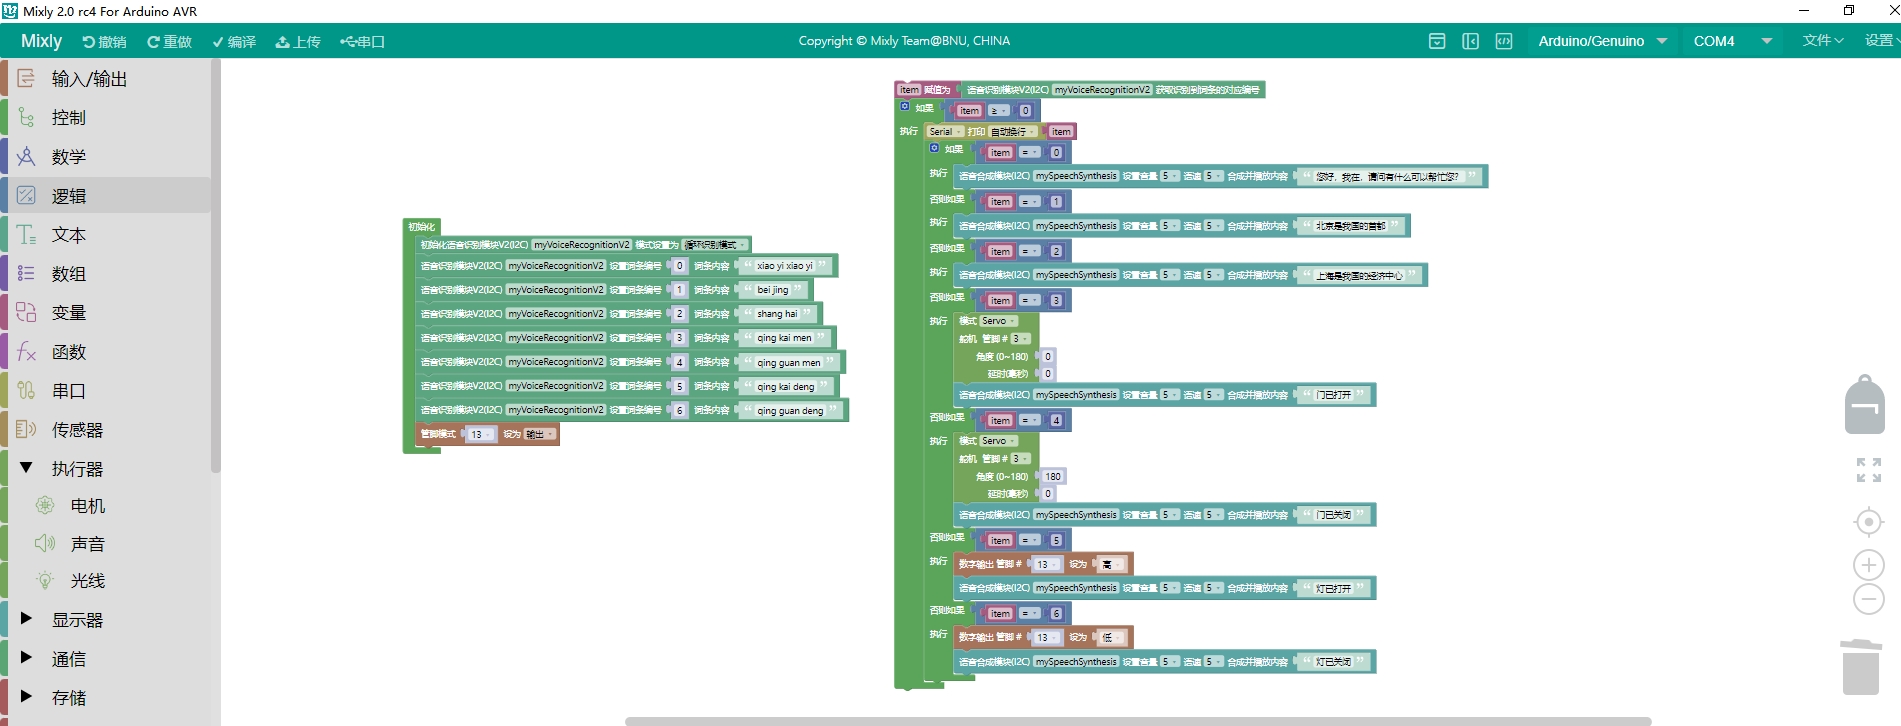 Mixly 2.0 rc4 For Arduino AVR
Mixly 撤销 重做 编译 上传 串口 Copyright © Mixly Team@BNU, CHINA Arduino/Genuino COM4 文件 设置
输入/输出
控制
数学
逻辑
文本
数组
变量
函数
串口
传感器
执行器
电机
声音
光线
显示器
通信
存储
初始化
初始化语音识别模块V2(I2C) myVoiceRecognitionV2 模式设置为 循环识别模式
语音识别模块V2(I2C) myVoiceRecognitionV2 设置词条编号 0 词条内容 “ xiao yi xiao yi ”
语音识别模块V2(I2C) myVoiceRecognitionV2 设置词条编号 1 词条内容 “ bei jing ”
语音识别模块V2(I2C) myVoiceRecognitionV2 设置词条编号 2 词条内容 “ shang hai ”
语音识别模块V2(I2C) myVoiceRecognitionV2 设置词条编号 3 词条内容 “ qing kai men ”
语音识别模块V2(I2C) myVoiceRecognitionV2 设置词条编号 4 词条内容 “ qing guan men ”
语音识别模块V2(I2C) myVoiceRecognitionV2 设置词条编号 5 词条内容 “ qing kai deng ”
语音识别模块V2(I2C) myVoiceRecognitionV2 设置词条编号 6 词条内容 “ qing guan deng ”
管脚模式 13 设为 输出
item 赋值为 语音识别模块V2(I2C) myVoiceRecognitionV2 获取识别到词条的对应编号
如果 item ≥ 0
执行 Serial 打印 自动换行 item
如果 item = 0
执行 语音合成模块(I2C) mySpeechSynthesis 设置音量 5 语速 5 合成并播放内容 “ 您好，我在，请问有什么可以帮忙您? ”
否则如果 item = 1
执行 语音合成模块(I2C) mySpeechSynthesis 设置音量 5 语速 5 合成并播放内容 “ 北京是我国的首都 ”
否则如果 item = 2
执行 语音合成模块(I2C) mySpeechSynthesis 设置音量 5 语速 5 合成并播放内容 “ 上海是我国的经济中心 ”
否则如果 item = 3
执行 模式 Servo
舵机 管脚 # 3
角度 (0~180) 0
延时(毫秒) 0
语音合成模块(I2C) mySpeechSynthesis 设置音量 5 语速 5 合成并播放内容 “ 门已打开 ”
否则如果 item = 4
执行 模式 Servo
舵机 管脚 # 3
角度 (0~180) 180
延时(毫秒) 0
语音合成模块(I2C) mySpeechSynthesis 设置音量 5 语速 5 合成并播放内容 “ 门已关闭 ”
否则如果 item = 5
执行 数字输出 管脚 # 13 设为 高
语音合成模块(I2C) mySpeechSynthesis 设置音量 5 语速 5 合成并播放内容 “ 灯已打开 ”
否则如果 item = 6
执行 数字输出 管脚 # 13 设为 低
语音合成模块(I2C) mySpeechSynthesis 设置音量 5 语速 5 合成并播放内容 “ 灯已关闭 ”